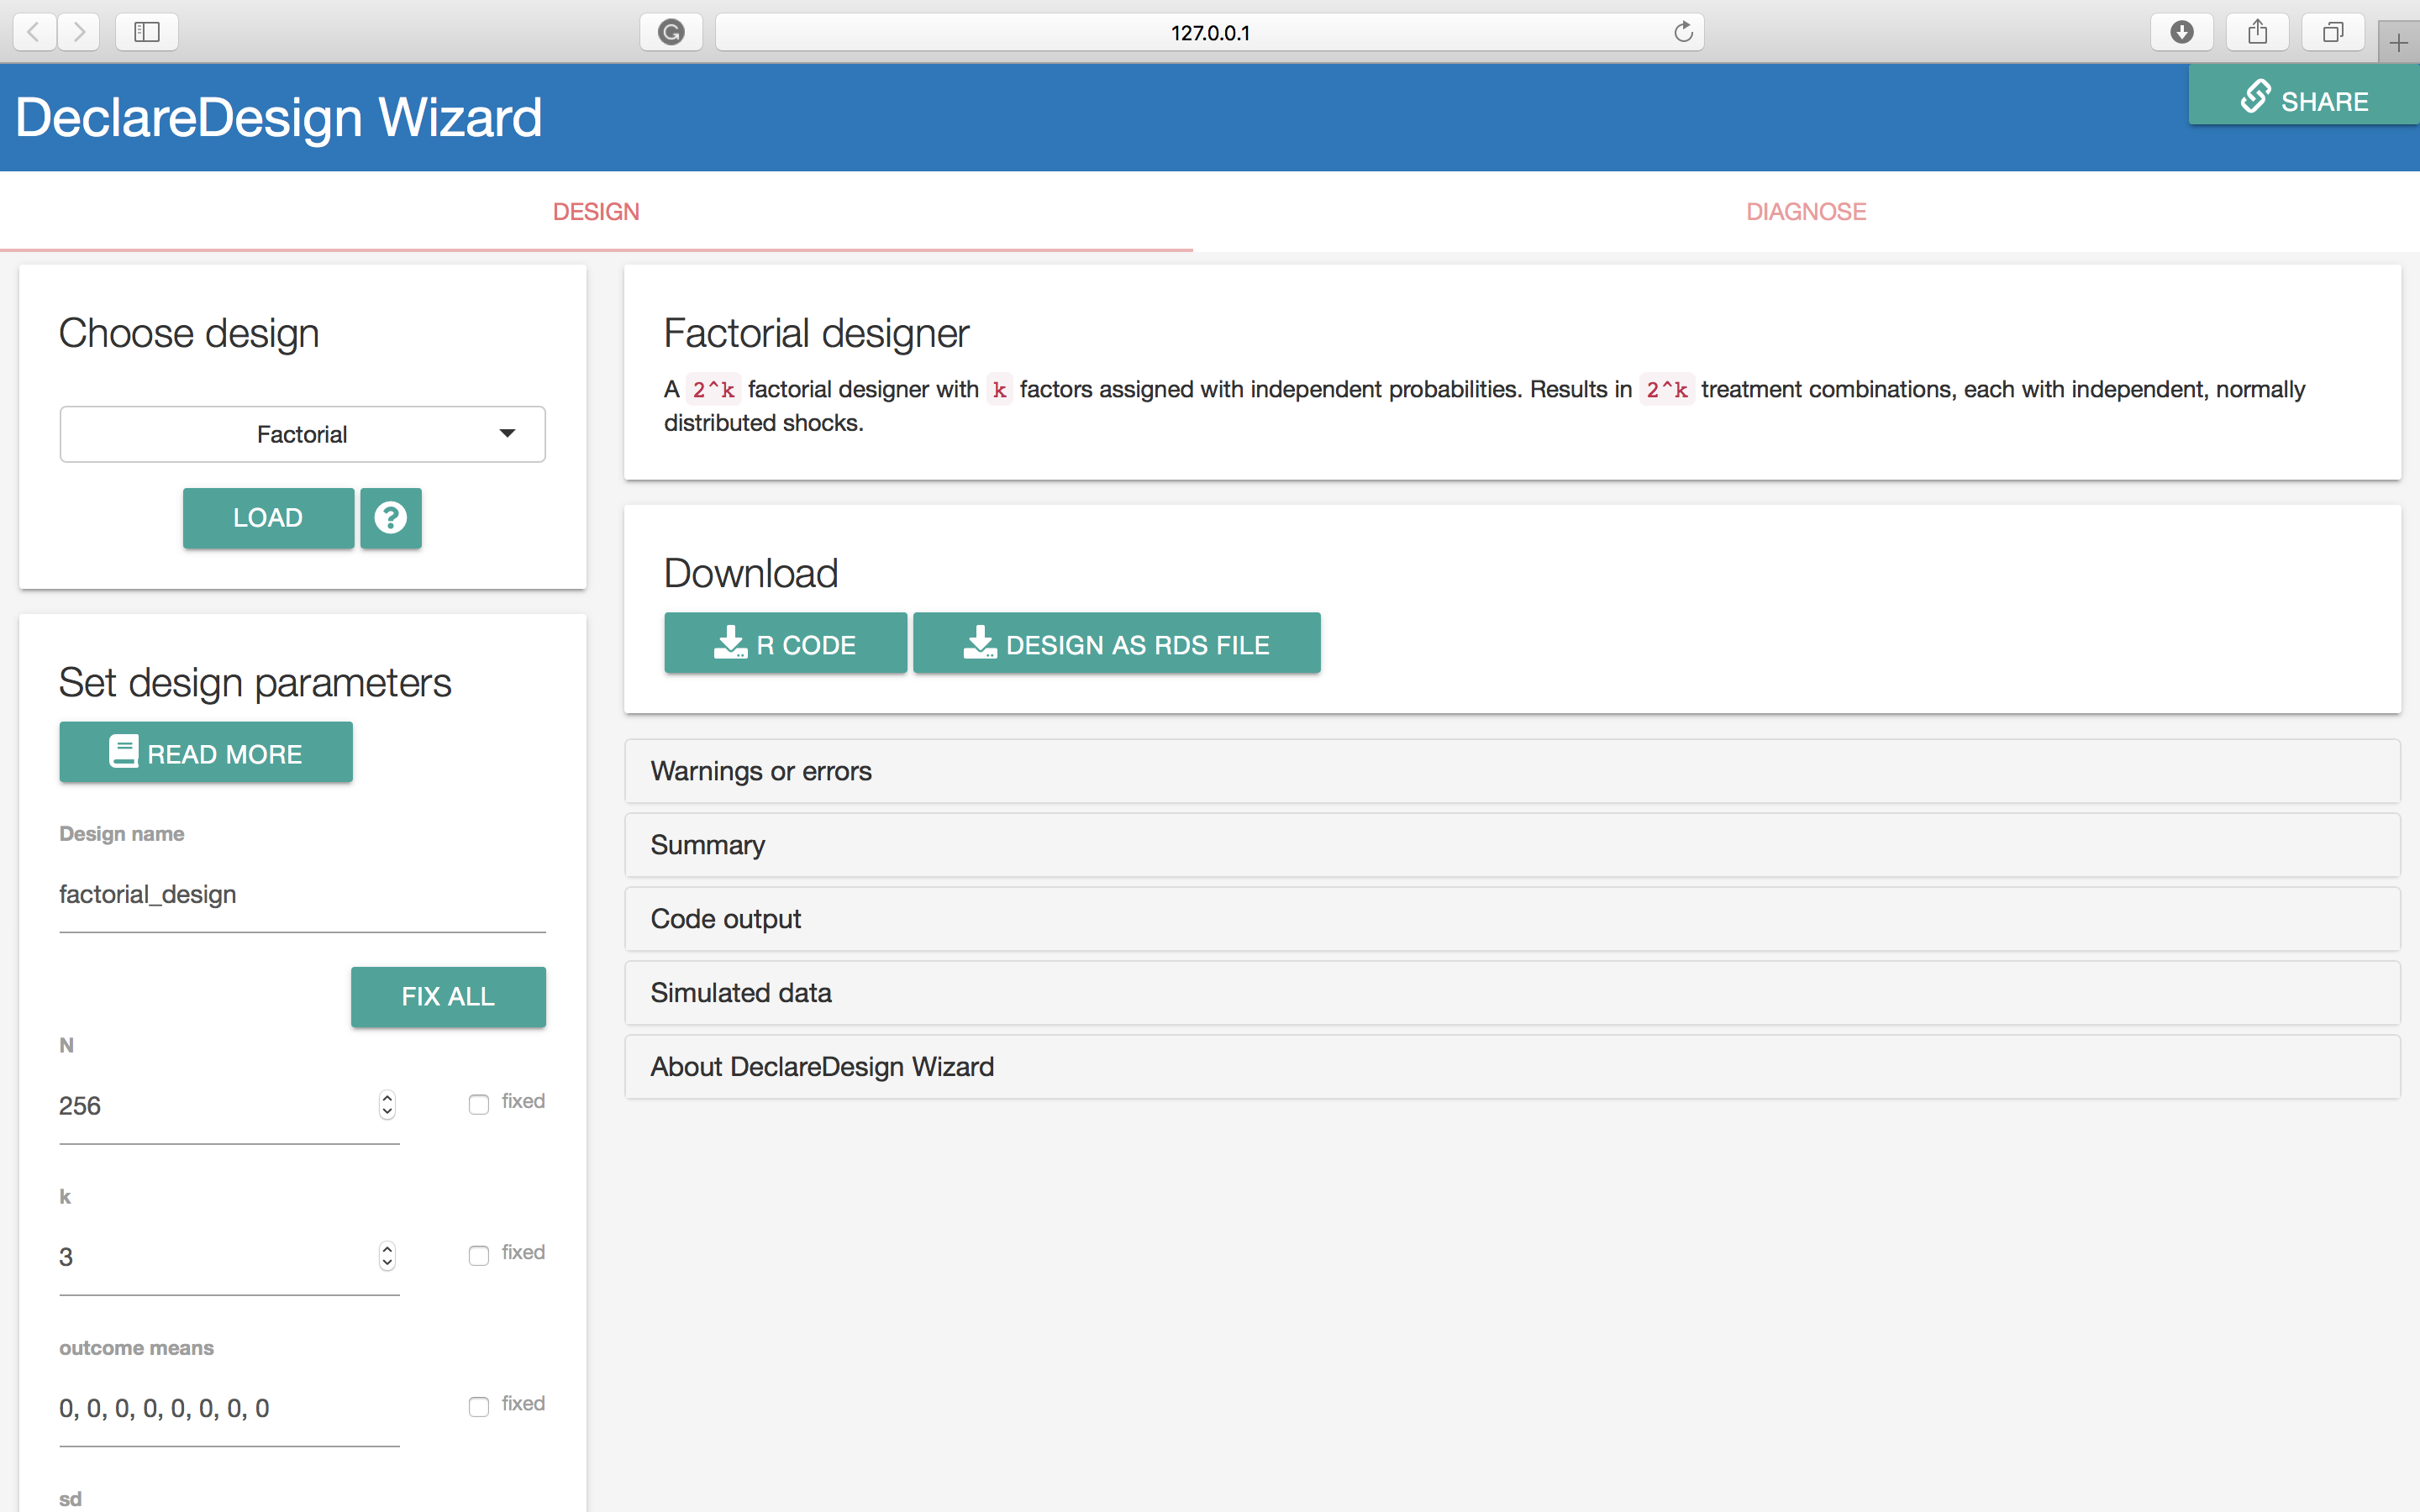 127.0.0.1
DeclareDesign Wizard
SHARE
DESIGN
DIAGNOSE
Choose design
Factorial
LOAD
Set design parameters
READ MORE
Design name
factorial_design
FIX ALL
N
256
fixed
k
3
fixed
outcome means
0, 0, 0, 0, 0, 0, 0, 0
fixed
sd
Factorial designer
A 2^k factorial designer with k factors assigned with independent probabilities. Results in 2^k treatment combinations, each with independent, normally
distributed shocks.
Download
R CODE
DESIGN AS RDS FILE
Warnings or errors
Summary
Code output
Simulated data
About DeclareDesign Wizard